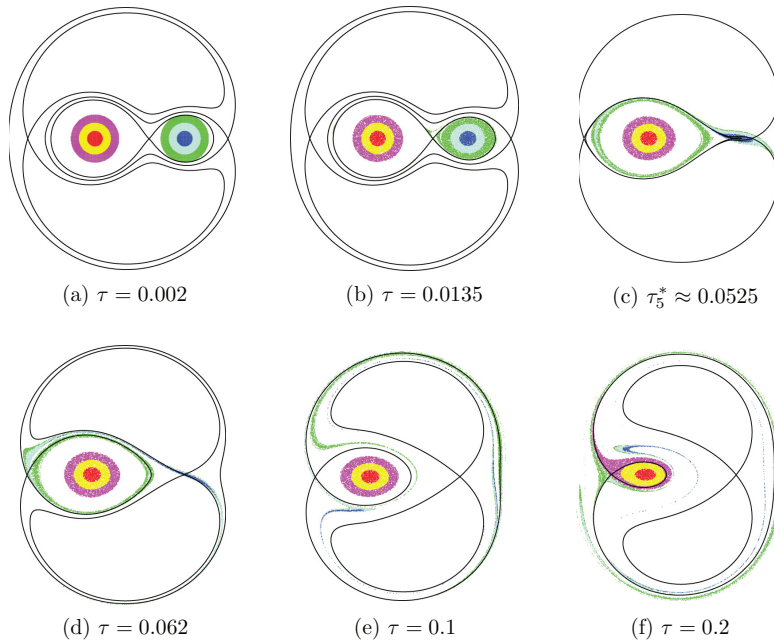 (a) τ = 0.002
(b) τ = 0.0135
(c) τ₅* ≈ 0.0525
(d) τ = 0.062
(e) τ = 0.1
(f) τ = 0.2